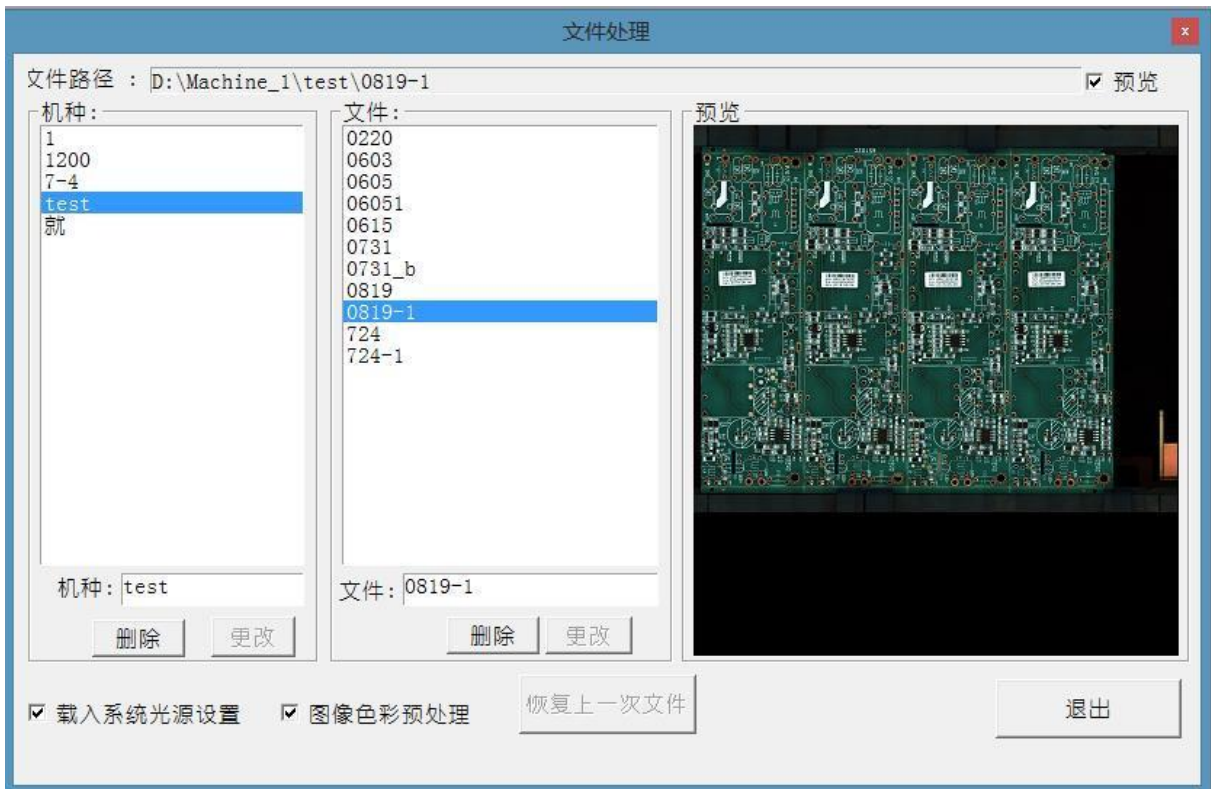 文件处理
文件路径 : D:\Machine_1\test\0819-1
预览
机种:
1
1200
7-4
test
就
机种: test
删除 更改
文件:
0220
0603
0605
06051
0615
0731
0731_b
0819
0819-1
724
724-1
文件: 0819-1
删除 更改
预览
载入系统光源设置 图像色彩预处理 恢复上一次文件 退出